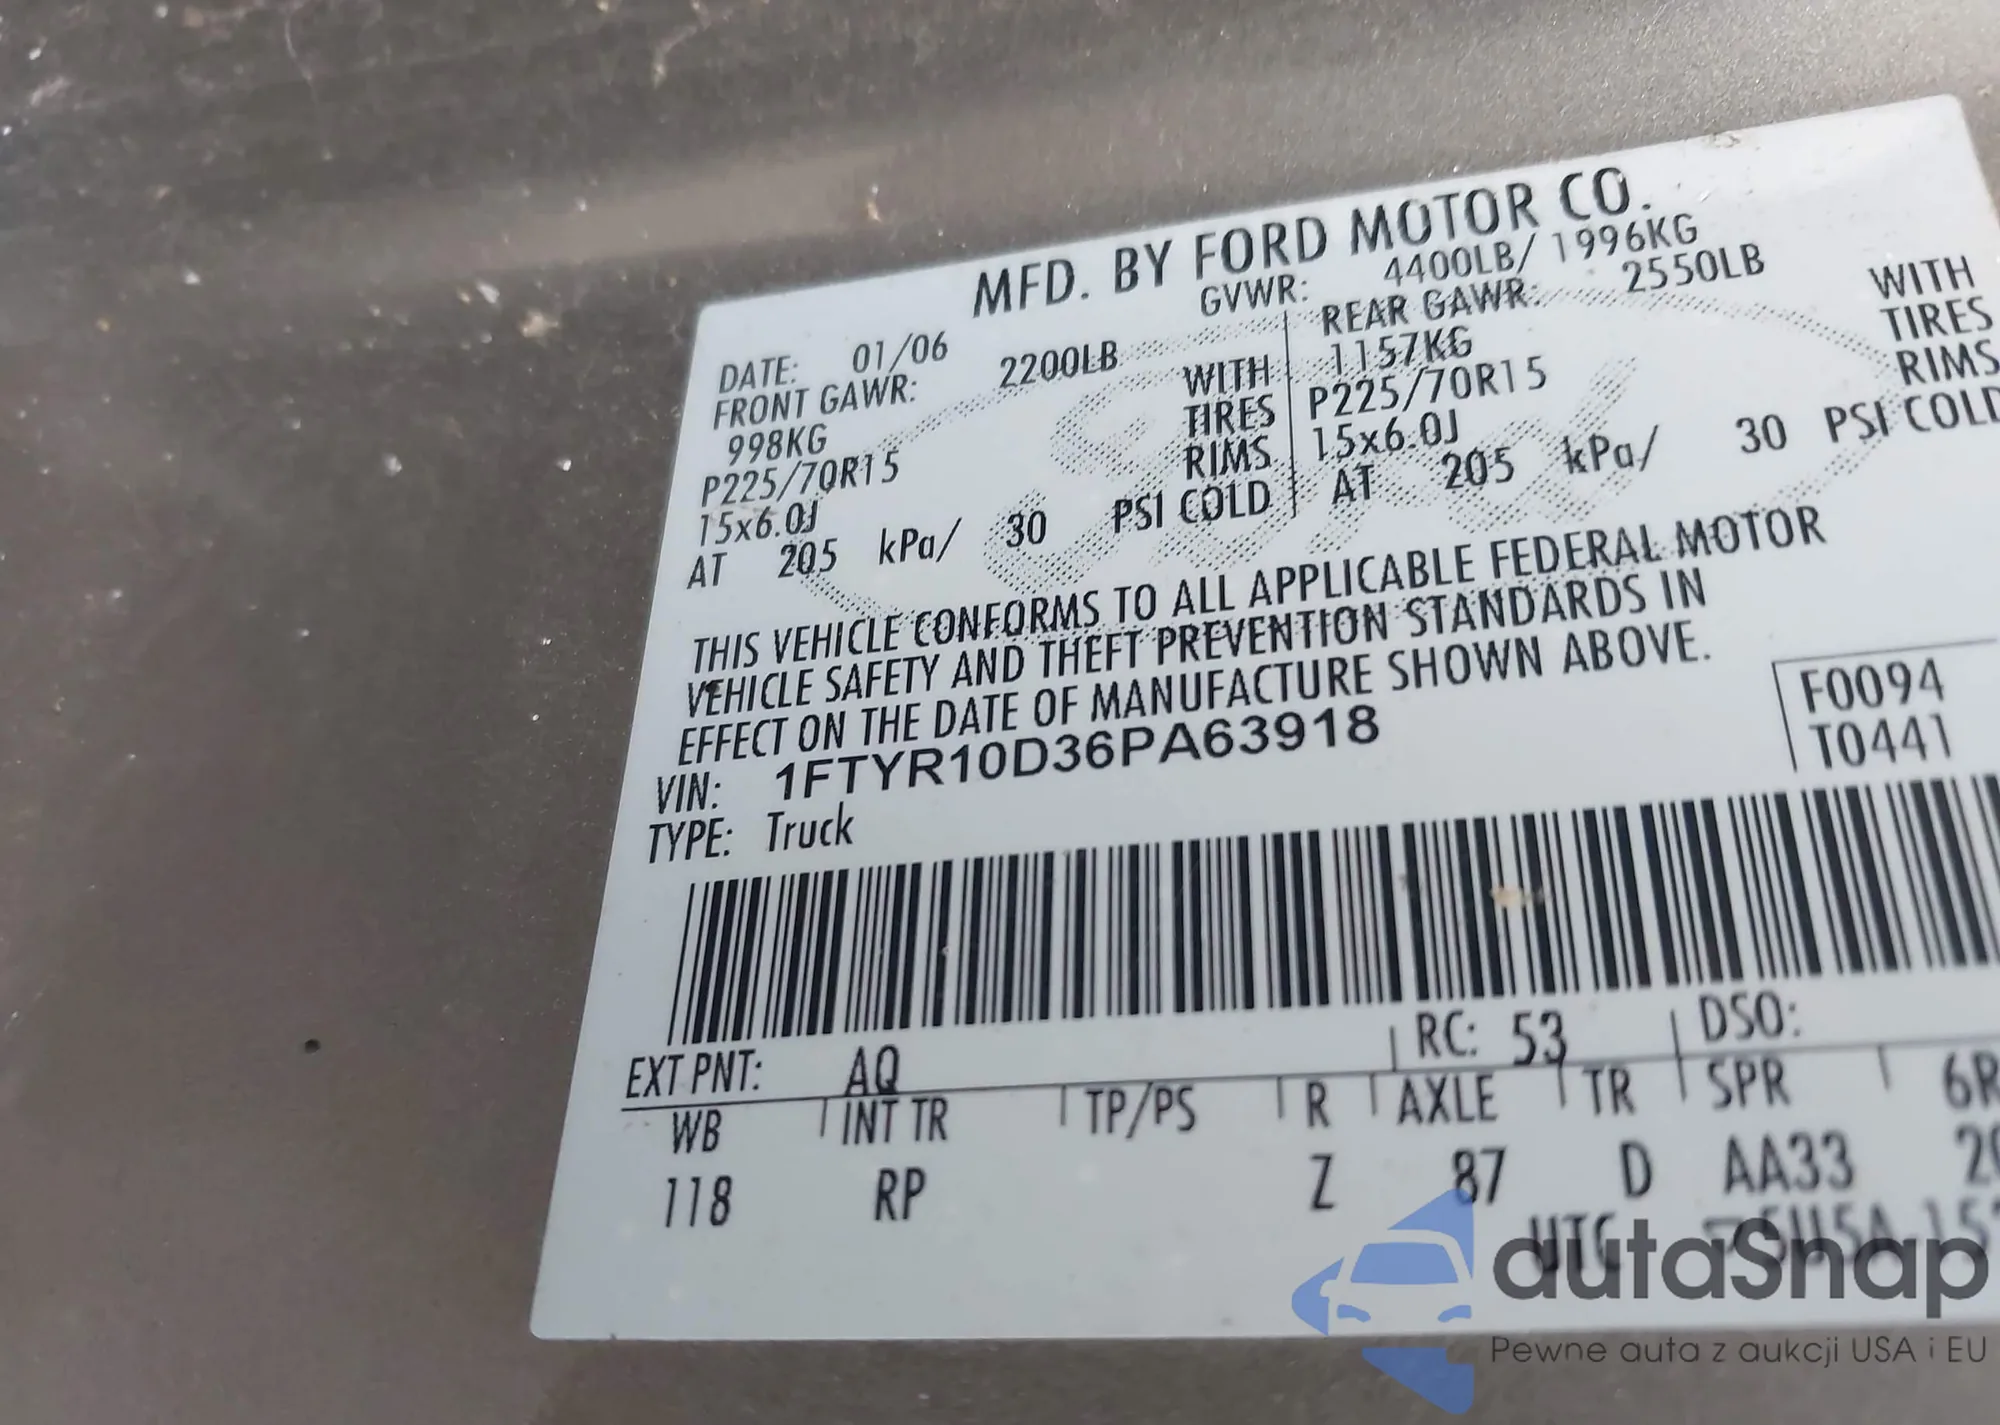 MFD. BY FORD MOTOR CO.
DATE: 01/06 GVWR: 4400LB/ 1996KG
FRONT GAWR: 2200LB REAR GAWR: 2550LB
998KG WITH 1157KG WITH
P225/70R15 TIRES P225/70R15 TIRES
15x6.0J RIMS 15x6.0J RIMS
AT 205 kPa/ 30 PSI COLD AT 205 kPa/ 30 PSI COLD
THIS VEHICLE CONFORMS TO ALL APPLICABLE FEDERAL MOTOR
VEHICLE SAFETY AND THEFT PREVENTION STANDARDS IN
EFFECT ON THE DATE OF MANUFACTURE SHOWN ABOVE.
VIN: 1FTYR10D36PA63918
F0094
TYPE: Truck
T0441
EXT PNT: AQ RC: 53 DSO:
WB INT TR TP/PS R AXLE TR SPR
118 RP Z 87 D AA33
UTC
autaSnap
Pewne auta z aukcji USA i EU